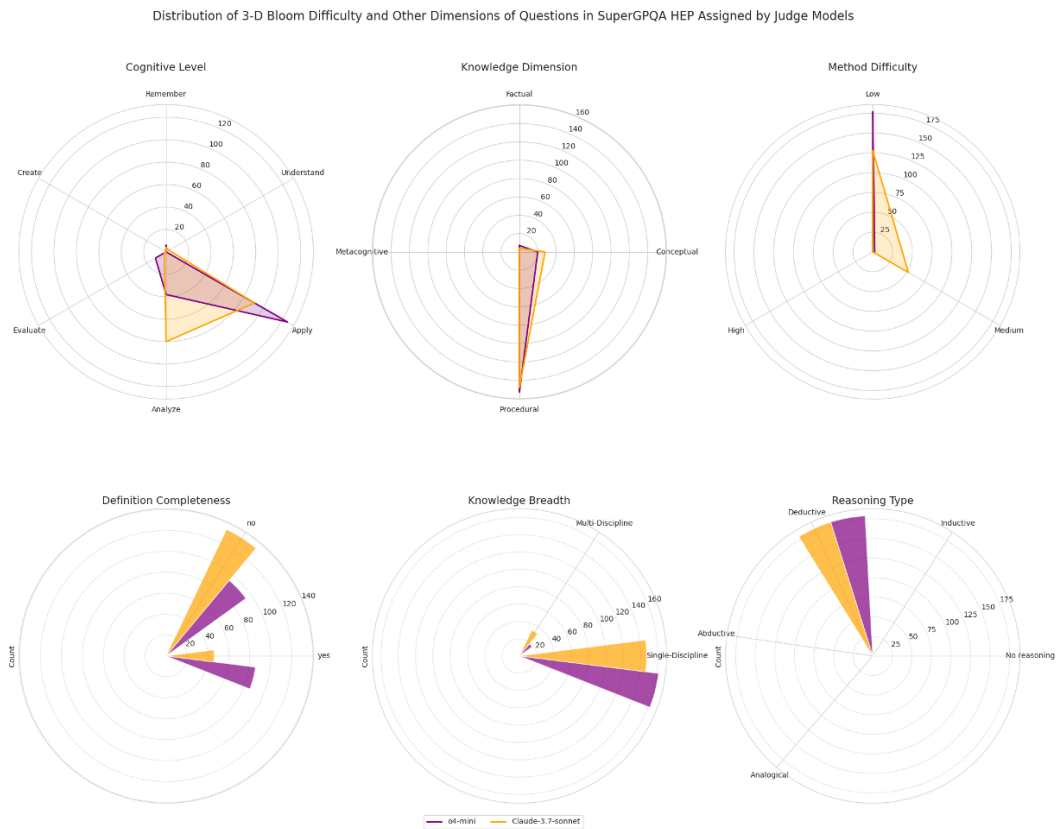 Distribution of 3-D Bloom Difficulty and Other Dimensions of Questions in SuperGPQA HEP Assigned by Judge Models
Cognitive Level
Remember
Understand
Apply
Analyze
Evaluate
Create
20
40
60
80
100
120
Knowledge Dimension
Factual
Conceptual
Procedural
Metacognitive
20
40
60
80
100
120
140
160
Method Difficulty
Low
Medium
High
25
50
75
100
125
150
175
Definition Completeness
no
yes
Count
20
40
60
80
100
120
140
Knowledge Breadth
Multi-Discipline
Single-Discipline
Count
20
40
60
80
100
120
140
160
Reasoning Type
Deductive
Inductive
Abductive
No reasoning
Analogical
Count
25
50
75
100
125
150
175
o4-mini
Claude-3.7-sonnet